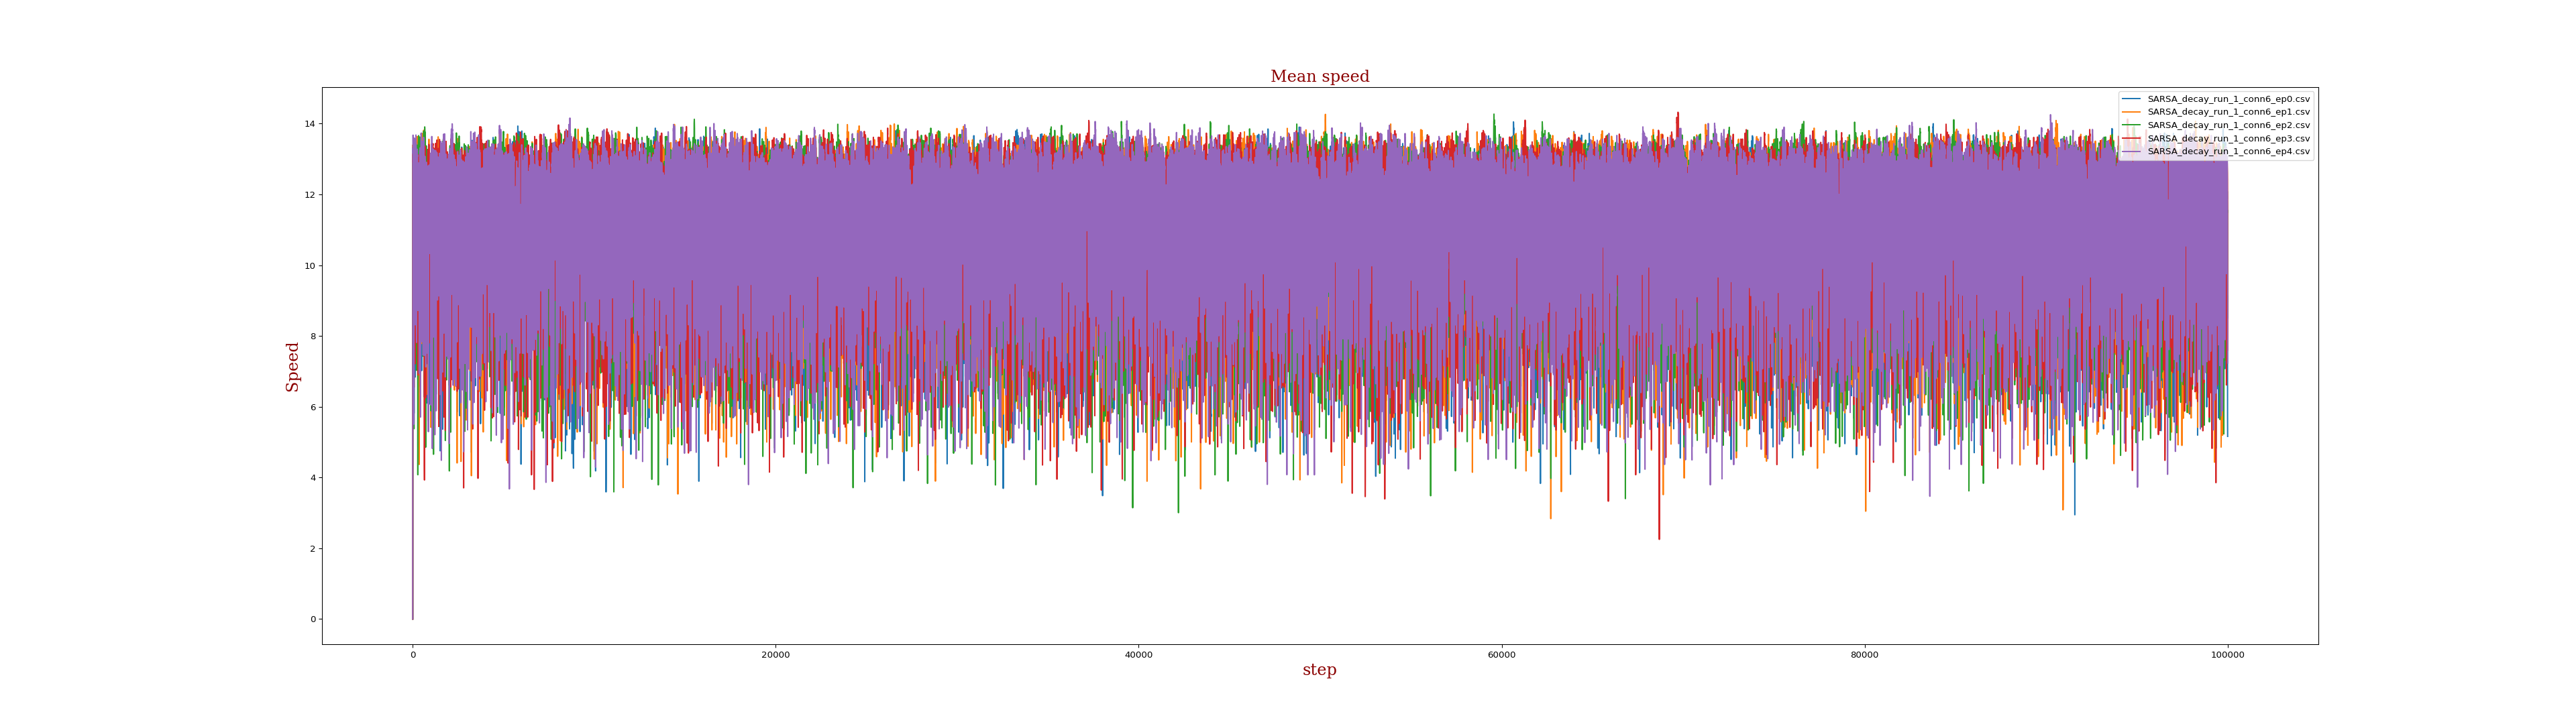 Mean speed
SARSA_decay_run_1_conn6_ep0.csv
SARSA_decay_run_1_conn6_ep1.csv
SARSA_decay_run_1_conn6_ep2.csv
SARSA_decay_run_1_conn6_ep3.csv
SARSA_decay_run_1_conn6_ep4.csv
14
12
10
8
6
4
2
0
Speed
0 20000 40000 60000 80000 100000
step